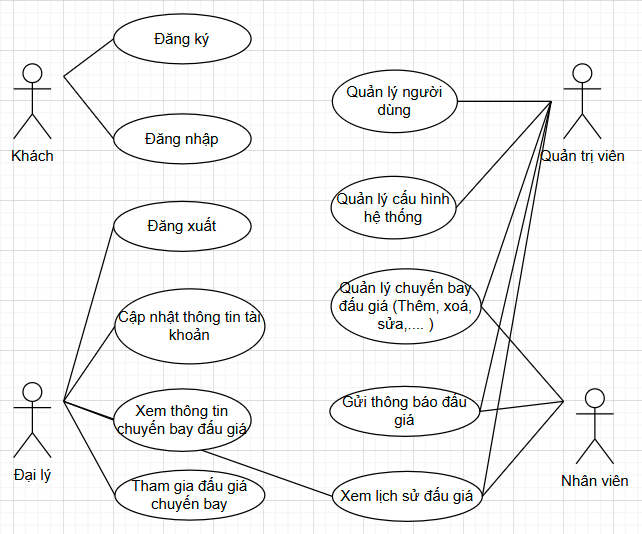 Đăng ký
Đăng nhập
Khách
Đăng xuất
Cập nhật thông tin tài
khoản
Xem thông tin
chuyến bay đấu giá
Tham gia đấu giá
chuyến bay
Đại lý
Quản lý người
dùng
Quản trị viên
Quản lý cấu hình
hệ thống
Quản lý chuyến bay
đấu giá (Thêm, xoá,
sửa,.... )
Gửi thông báo đấu
giá
Xem lịch sử đấu giá
Nhân viên